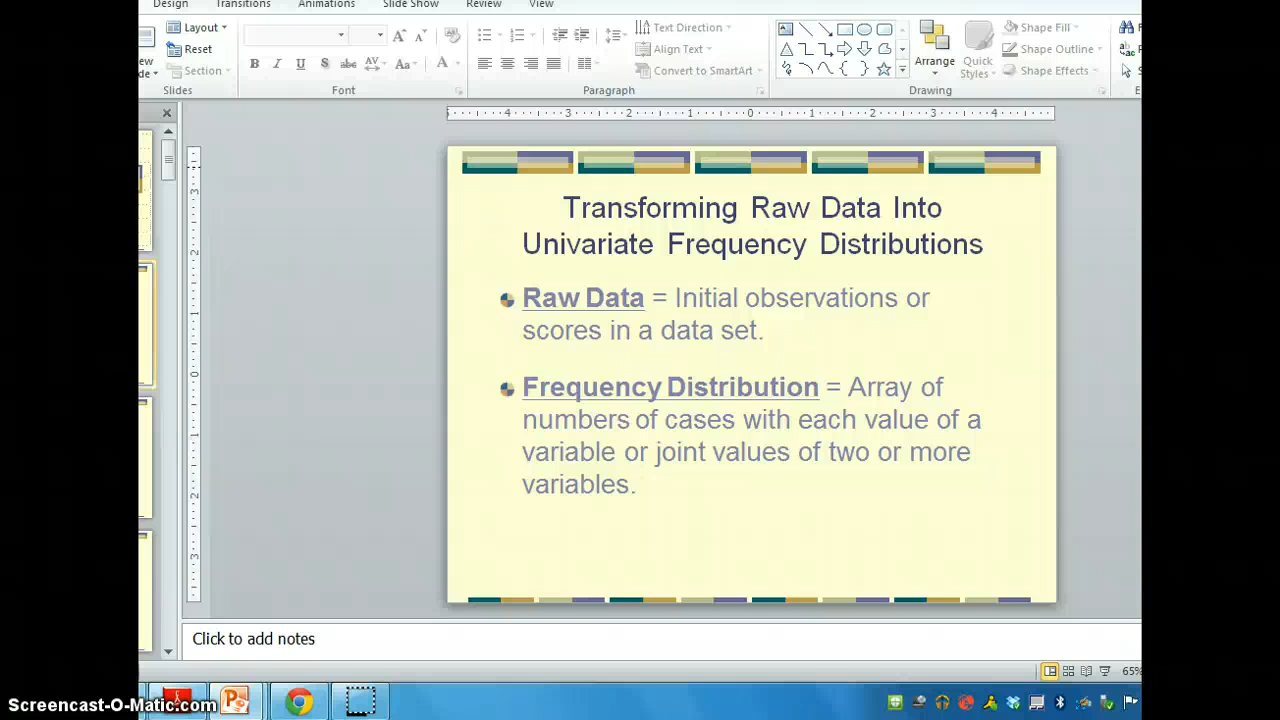 Design Transitions Animations Slide Show Review View
Layout
Text Direction
Shape Fill
Reset
Align Text
Shape Outline
Arrange
Quick
Styles
Section
Convert to SmartArt
Shape Effects
Slides Font Paragraph Drawing
Transforming Raw Data Into
Univariate Frequency Distributions
Raw Data = Initial observations or
scores in a data set.
Frequency Distribution = Array of
numbers of cases with each value of a
variable or joint values of two or more
variables.
Click to add notes
65%
Screencast-O-Matic.com